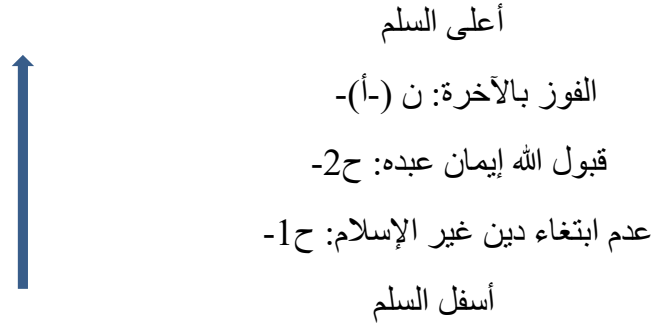 أعلى السلم
الفوز بالآخرة: ن (-أ)-
قبول الله إيمان عبده: ح2-
عدم ابتغاء دين غير الإسلام: ح1-
أسفل السلم